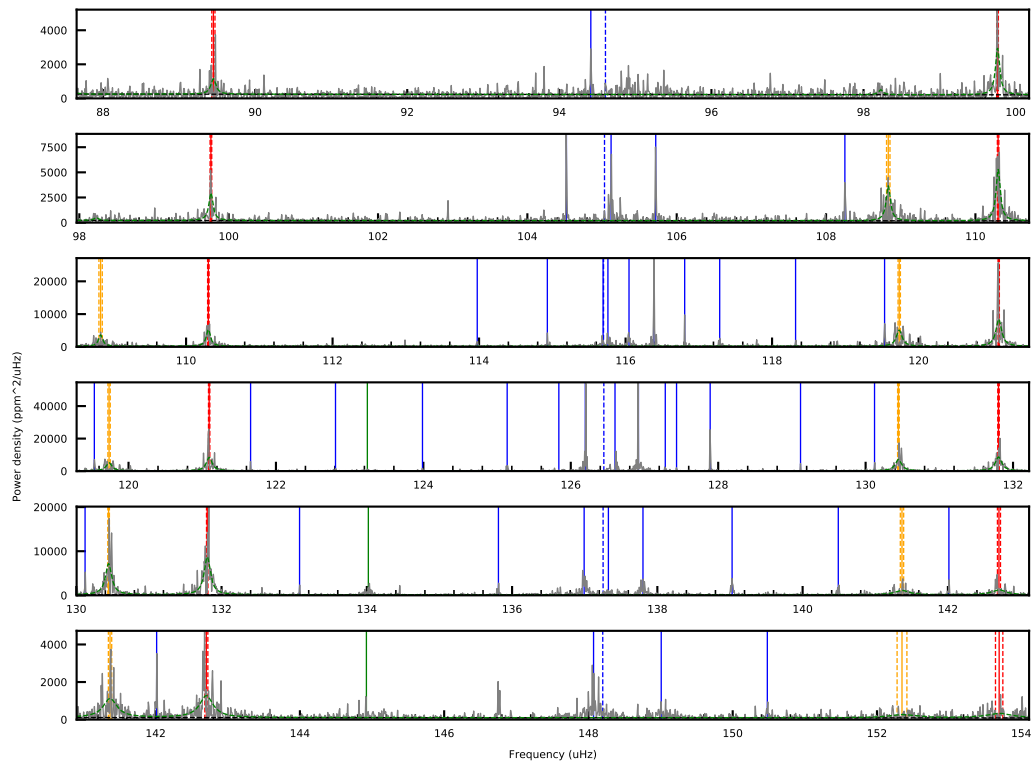 4000
2000
0
88 90 92 94 96 98 100
7500
5000
2500
0
98 100 102 104 106 108 110
20000
10000
0
110 112 114 116 118 120
40000
20000
0
120 122 124 126 128 130 132
20000
10000
0
130 132 134 136 138 140 142
4000
2000
0
142 144 146 148 150 152 154
Power density (ppm^2/uHz)
Frequency (uHz)